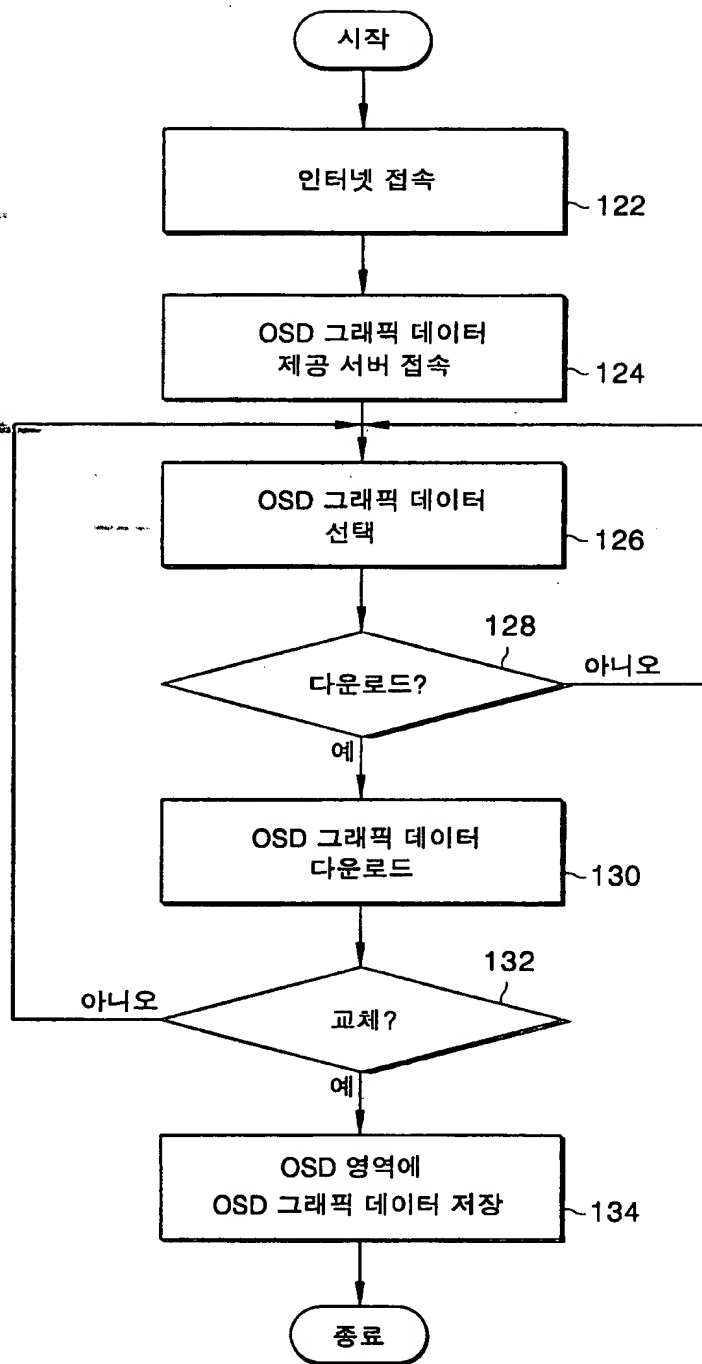 시작
인터넷 접속
122
OSD 그래픽 데이터
제공 서버 접속
124
OSD 그래픽 데이터
선택
126
128
다운로드?
아니오
예
OSD 그래픽 데이터
다운로드
130
132
아니오
교체?
예
OSD 영역에
OSD 그래픽 데이터 저장
134
종료